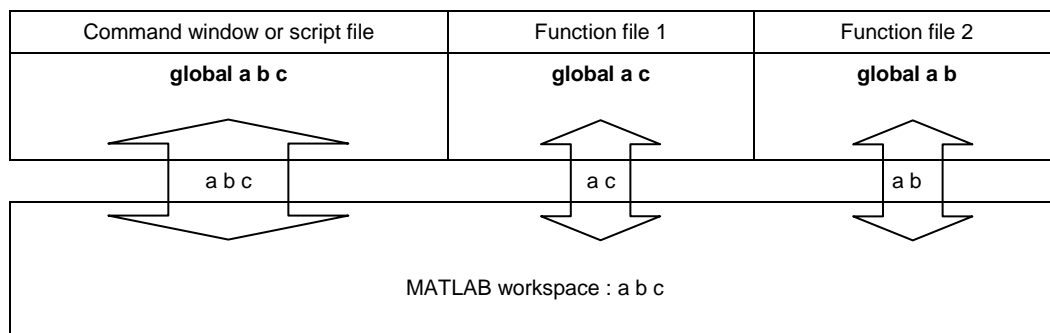 Command window or script file Function file 1 Function file 2
global a b c global a c global a b
a b c a c a b
MATLAB workspace : a b c